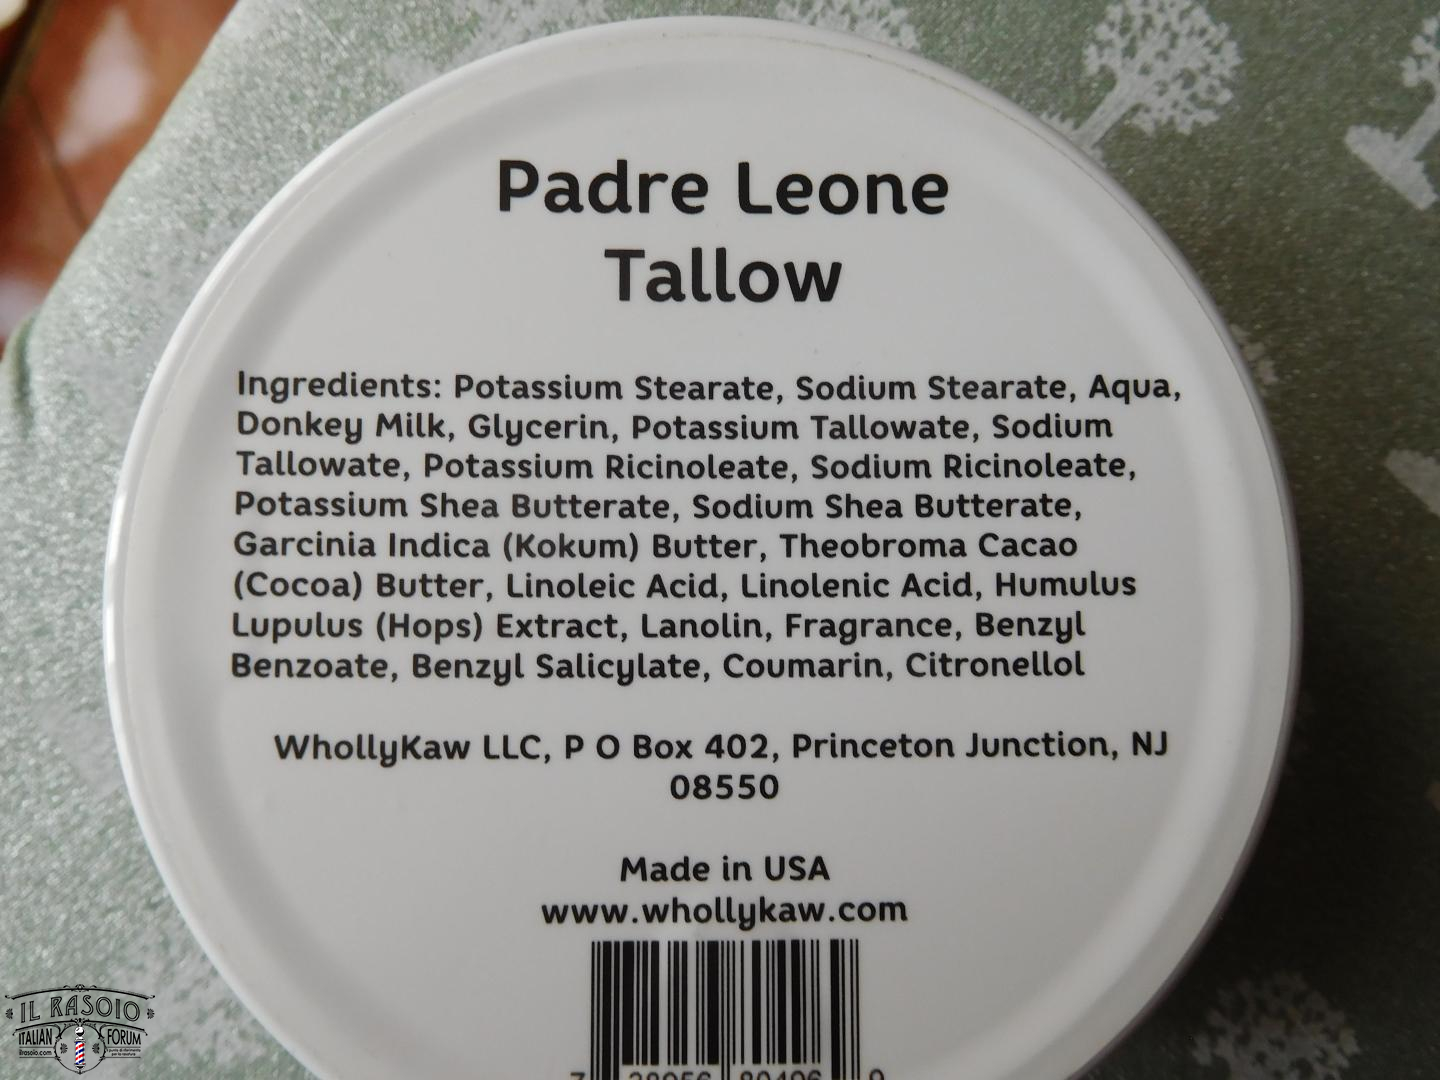 Padre Leone
Tallow
Ingredients: Potassium Stearate, Sodium Stearate, Aqua,
Donkey Milk, Glycerin, Potassium Tallowate, Sodium
Tallowate, Potassium Ricinoleate, Sodium Ricinoleate,
Potassium Shea Butterate, Sodium Shea Butterate,
Garcinia Indica (Kokum) Butter, Theobroma Cacao
(Cocoa) Butter, Linoleic Acid, Linolenic Acid, Humulus
Lupulus (Hops) Extract, Lanolin, Fragrance, Benzyl
Benzoate, Benzyl Salicylate, Coumarin, Citronellol
WhollyKaw LLC, P O Box 402, Princeton Junction, NJ
08550
Made in USA
www.whollykaw.com
IL RASOIO
ITALIAN FORUM
ilrasoio.com